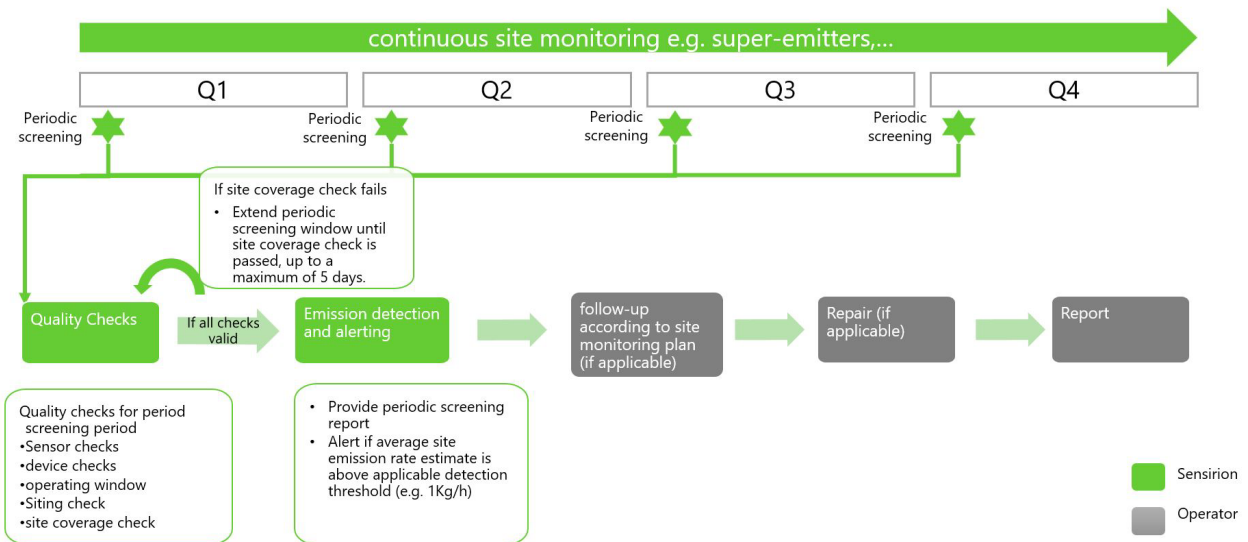 continuous site monitoring e.g. super-emitters,...
Q1
Q2
Q3
Q4
Periodic
screening
Periodic
screening
Periodic
screening
Periodic
screening
If site coverage check fails
• Extend periodic
screening window until
site coverage check is
passed, up to a
maximum of 5 days.
Quality Checks
If all checks
valid
Emission detection
and alerting
follow-up
according to site
monitoring plan
(if applicable)
Repair (if
applicable)
Report
Quality checks for period
screening period
•Sensor checks
•device checks
•operating window
•Siting check
•site coverage check
• Provide periodic screening
report
• Alert if average site
emission rate estimate is
above applicable detection
threshold (e.g. 1Kg/h)
Sensirion
Operator